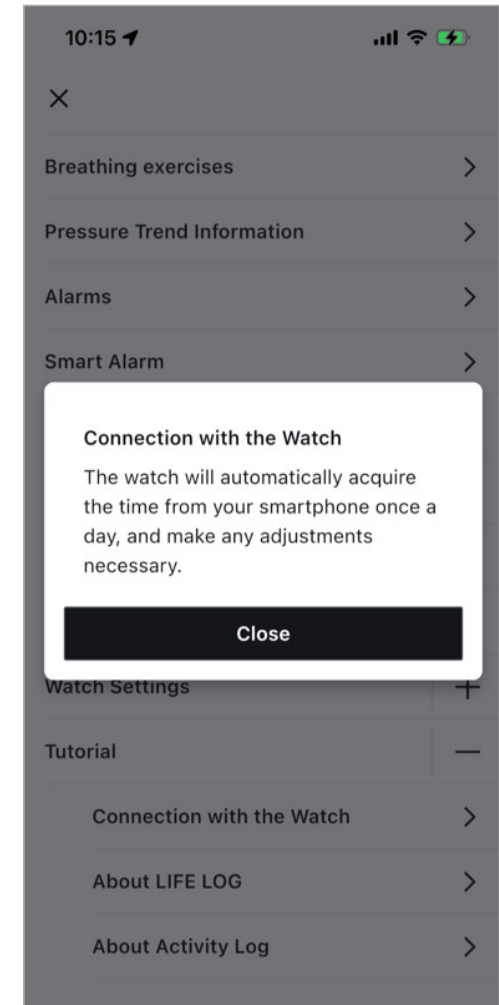 10:15
Breathing exercises
Pressure Trend Information
Alarms
Smart Alarm
Connection with the Watch
The watch will automatically acquire
the time from your smartphone once a
day, and make any adjustments
necessary.
Close
Watch Settings
Tutorial
Connection with the Watch
About LIFE LOG
About Activity Log